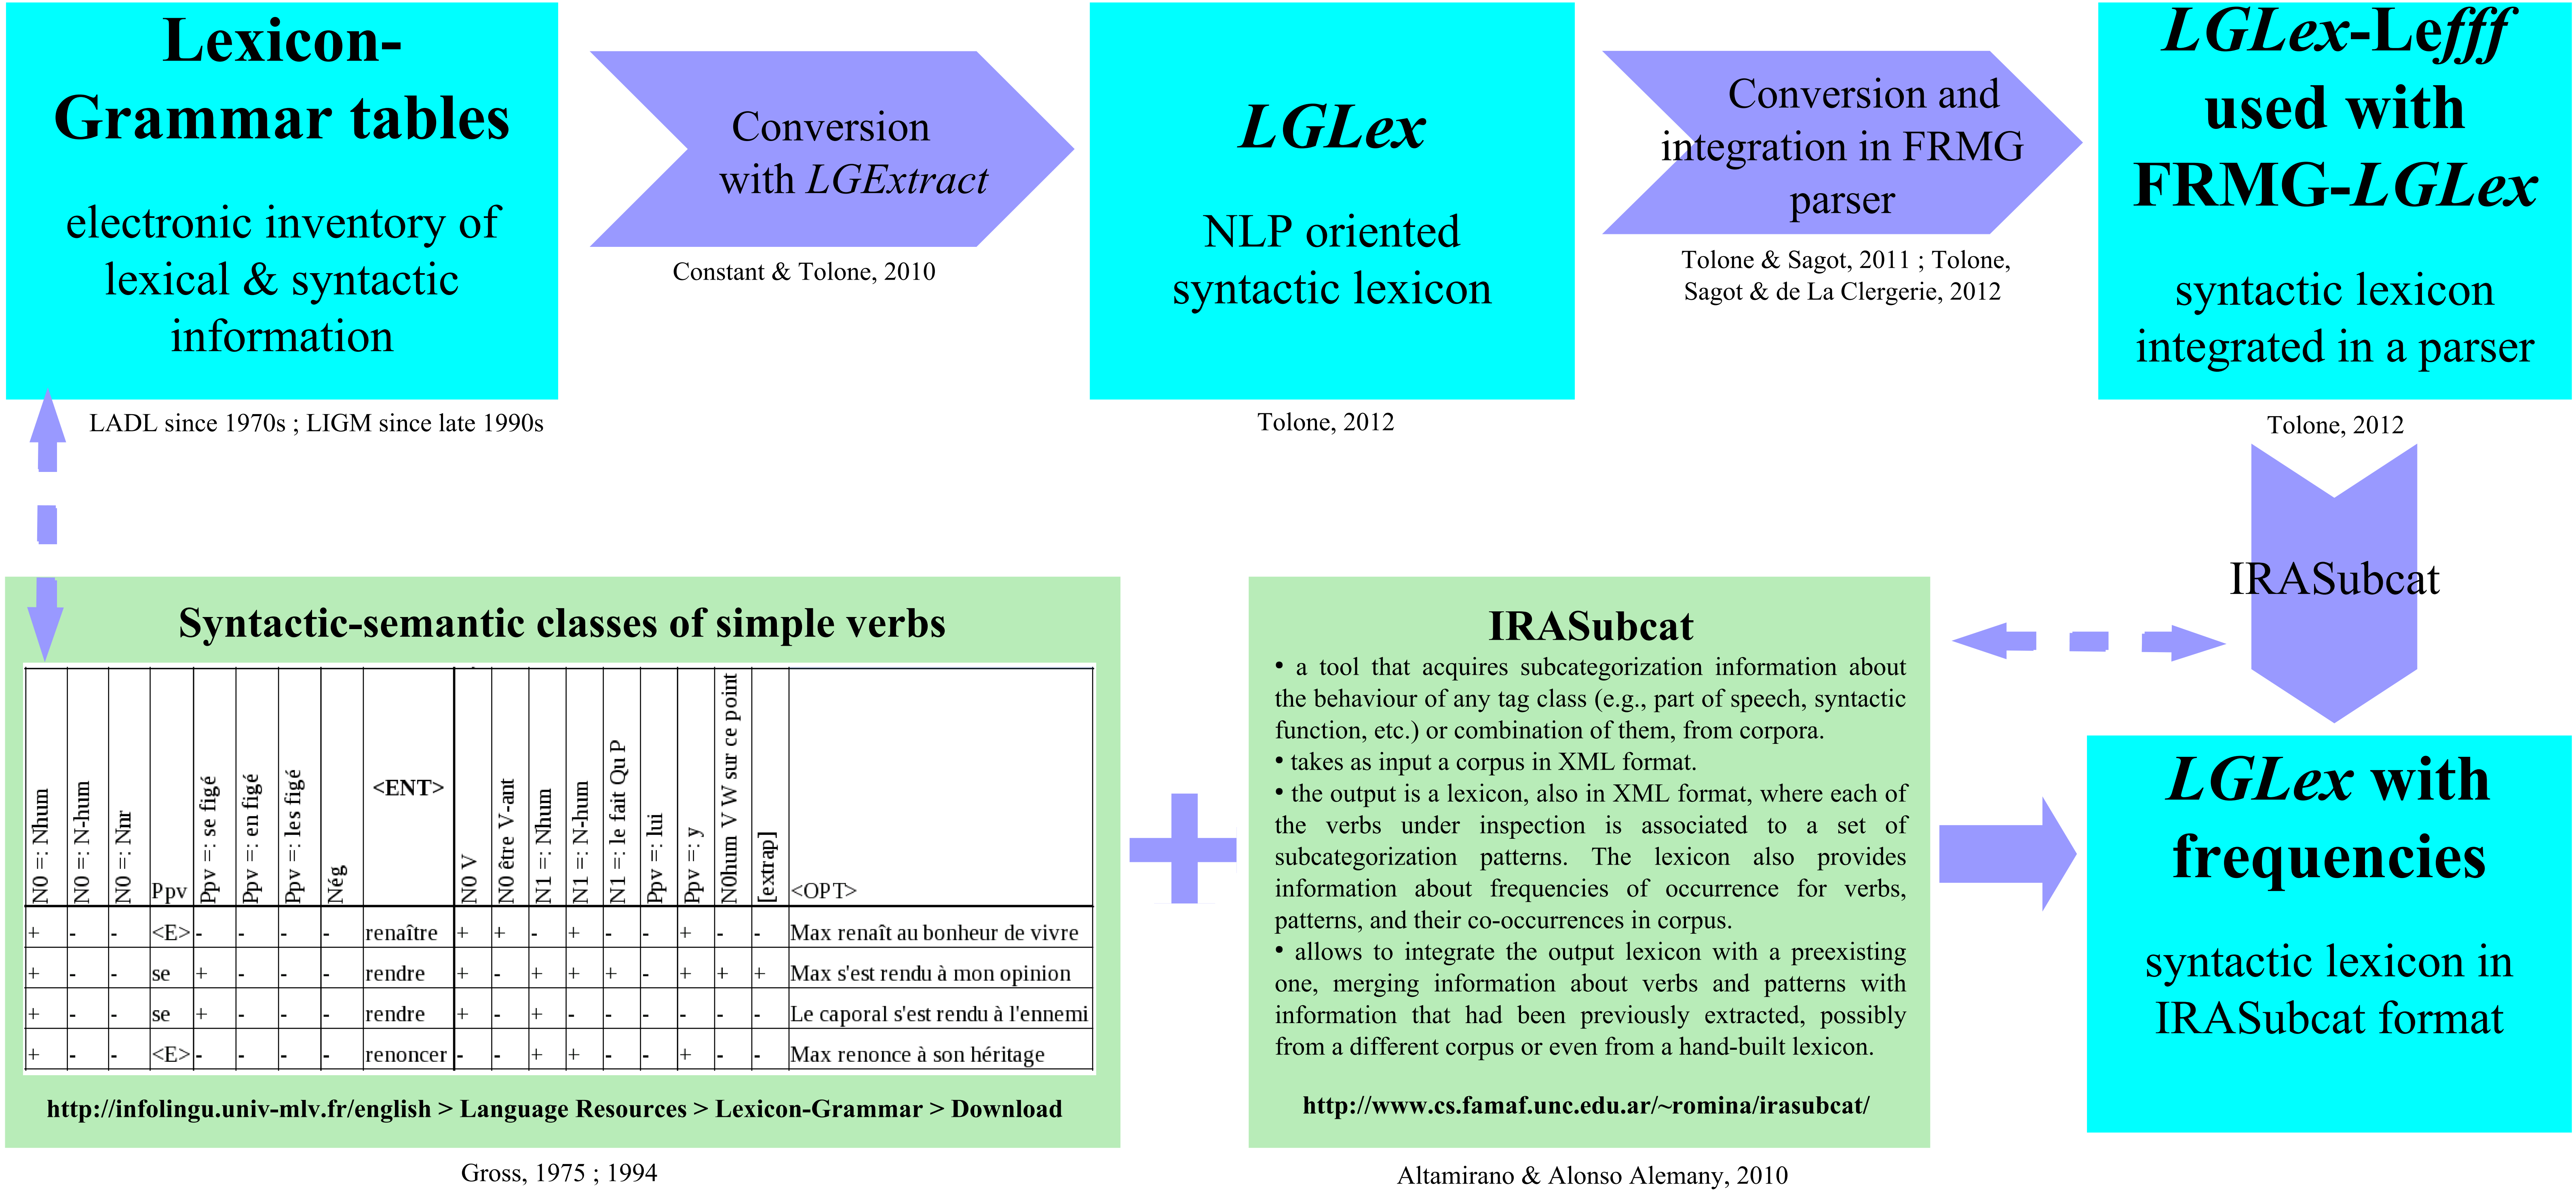 Lexicon-
Grammar tables
electronic inventory of
lexical & syntactic
information
LADL since 1970s ; LIGM since late 1990s
Conversion
with LGExtract
Constant & Tolone, 2010
LGLex
NLP oriented
syntactic lexicon
Tolone, 2012
Conversion and
integration in FRMG
parser
Tolone & Sagot, 2011 ; Tolone,
Sagot & de La Clergerie, 2012
LGLex-Lefff
used with
FRMG-LGLex
syntactic lexicon
integrated in a parser
Tolone, 2012
IRASubcat
Syntactic-semantic classes of simple verbs
N0 =: Nhum
N0 =: N-hum
N0 =: Nnr
Ppv
Ppv =: se figé
Ppv =: en figé
Ppv =: les figé
Nég
<ENT>
N0 V
N0 être V-ant
N1 =: Nhum
N1 =: N-hum
N1 =: le fait Qu P
Ppv =: lui
Ppv =: y
N0hum V W sur ce point
[extrap]
<OPT>
+ - - <E> - - - - renaître + + - + - - + - - Max renaît au bonheur de vivre
+ - - se + - - - rendre + - + + + - + + + Max s'est rendu à mon opinion
+ - - se + - - - rendre + - + - - - - - - Le caporal s'est rendu à l'ennemi
+ - - <E> - - - - renoncer - - + + - - + - - Max renonce à son héritage
http://infolingu.univ-mlv.fr/english > Language Resources > Lexicon-Grammar > Download
Gross, 1975 ; 1994
IRASubcat
• a tool that acquires subcategorization information about
the behaviour of any tag class (e.g., part of speech, syntactic
function, etc.) or combination of them, from corpora.
• takes as input a corpus in XML format.
• the output is a lexicon, also in XML format, where each of
the verbs under inspection is associated to a set of
subcategorization patterns. The lexicon also provides
information about frequencies of occurrence for verbs,
patterns, and their co-occurrences in corpus.
• allows to integrate the output lexicon with a preexisting
one, merging information about verbs and patterns with
information that had been previously extracted, possibly
from a different corpus or even from a hand-built lexicon.
http://www.cs.famaf.unc.edu.ar/~romina/irasubcat/
Altamirano & Alonso Alemany, 2010
LGLex with
frequencies
syntactic lexicon in
IRASubcat format